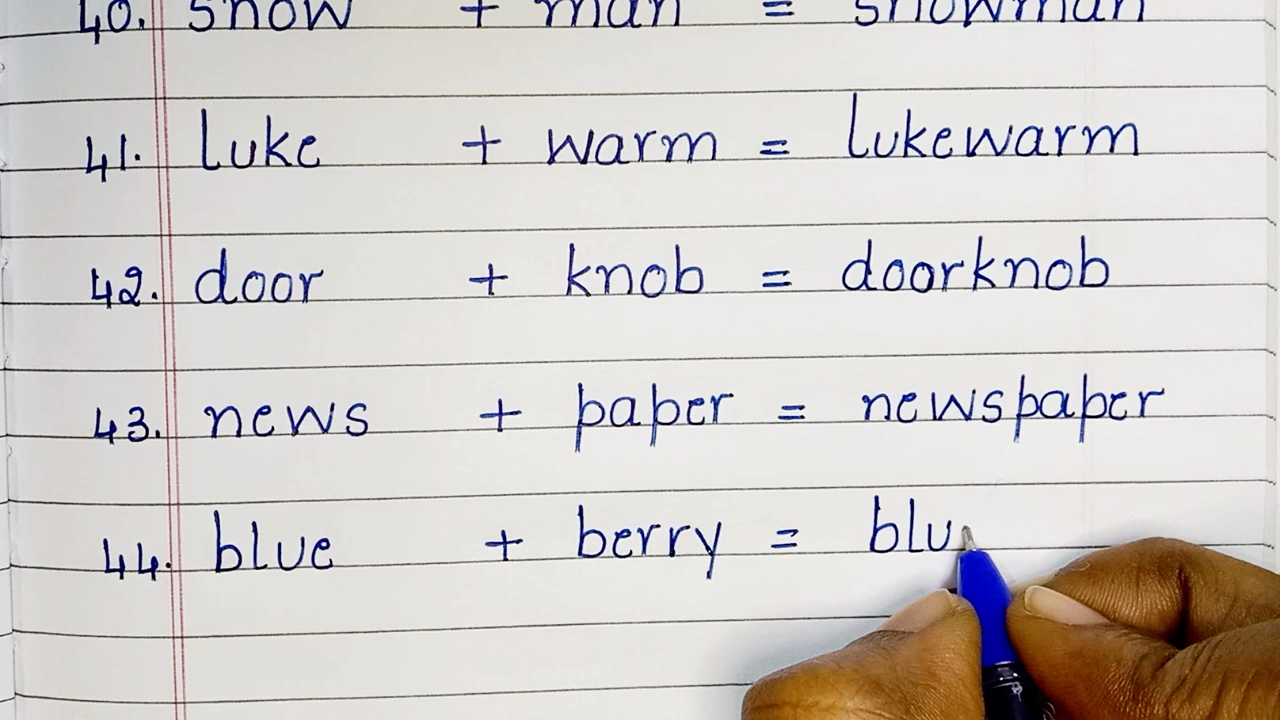 40. snow + man = snowman
41. luke + warm = lukewarm
42. door + knob = doorknob
43. news + paper = newspaper
44. blue + berry = blu